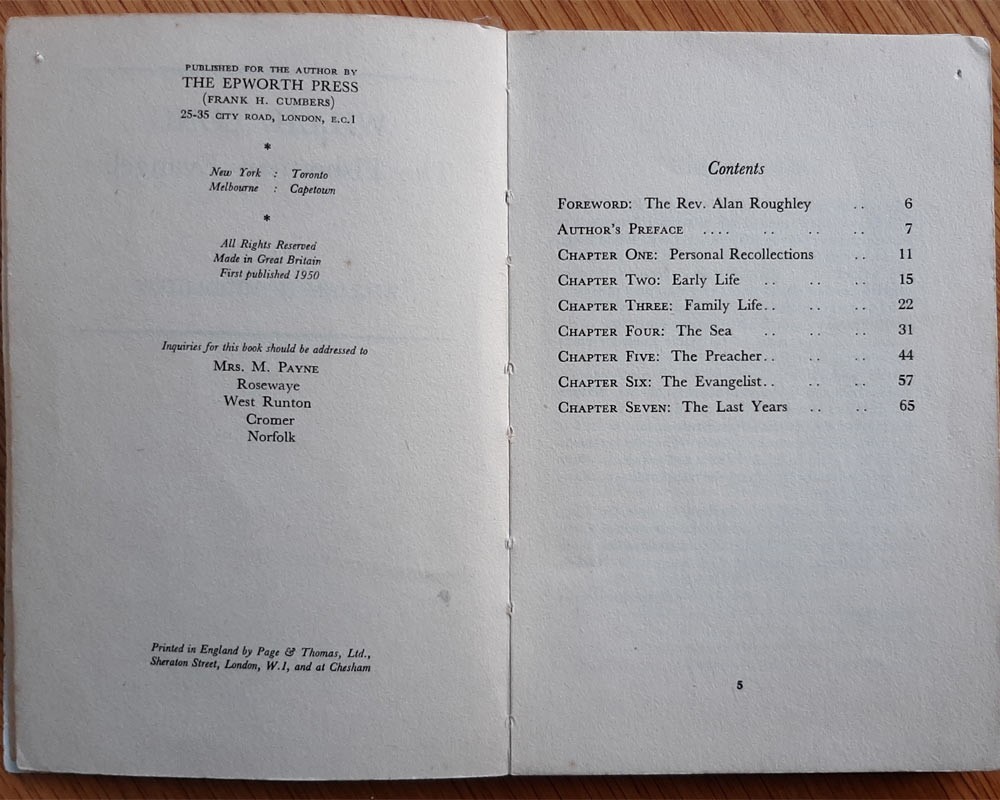 PUBLISHED FOR THE AUTHOR BY
THE EPWORTH PRESS
(FRANK H. CUMBERS)
25-35 CITY ROAD, LONDON, E.C.1
*
New York : Toronto
Melbourne : Capetown
*
All Rights Reserved
Made in Great Britain
First published 1950
Inquiries for this book should be addressed to
MRS. M. PAYNE
Rosewaye
West Runton
Cromer
Norfolk
Printed in England by Page & Thomas, Ltd.,
Sheraton Street, London, W.1, and at Chesham
Contents
FOREWORD: The Rev. Alan Roughley .. 6
AUTHOR'S PREFACE .... .. .. .. 7
CHAPTER ONE: Personal Recollections .. 11
CHAPTER TWO: Early Life .. .. .. 15
CHAPTER THREE: Family Life.. .. .. 22
CHAPTER FOUR: The Sea .. .. .. 31
CHAPTER FIVE: The Preacher.. .. .. 44
CHAPTER SIX: The Evangelist.. .. .. 57
CHAPTER SEVEN: The Last Years .. .. 65
5